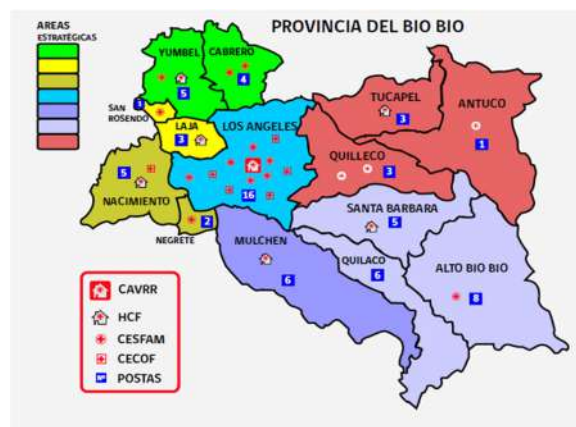 PROVINCIA DEL BIO BIO
AREAS
ESTRATÉGICAS
YUMBEL
5
CABRERO
4
1
SAN
ROSENDO
LAJA
3
LOS ANGELES
16
TUCAPEL
3
ANTUCO
1
QUILLECO
3
5
NACIMIENTO
2
NEGRETE
SANTA BARBARA
5
MULCHEN
6
QUILACO
6
ALTO BIO BIO
8
CAVRR
HCF
CESFAM
CECOF
Nº POSTAS